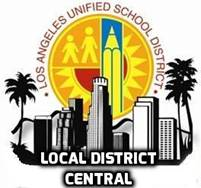 LOS ANGELES UNIFIED SCHOOL DISTRICT
LOCAL DISTRICT
CENTRAL